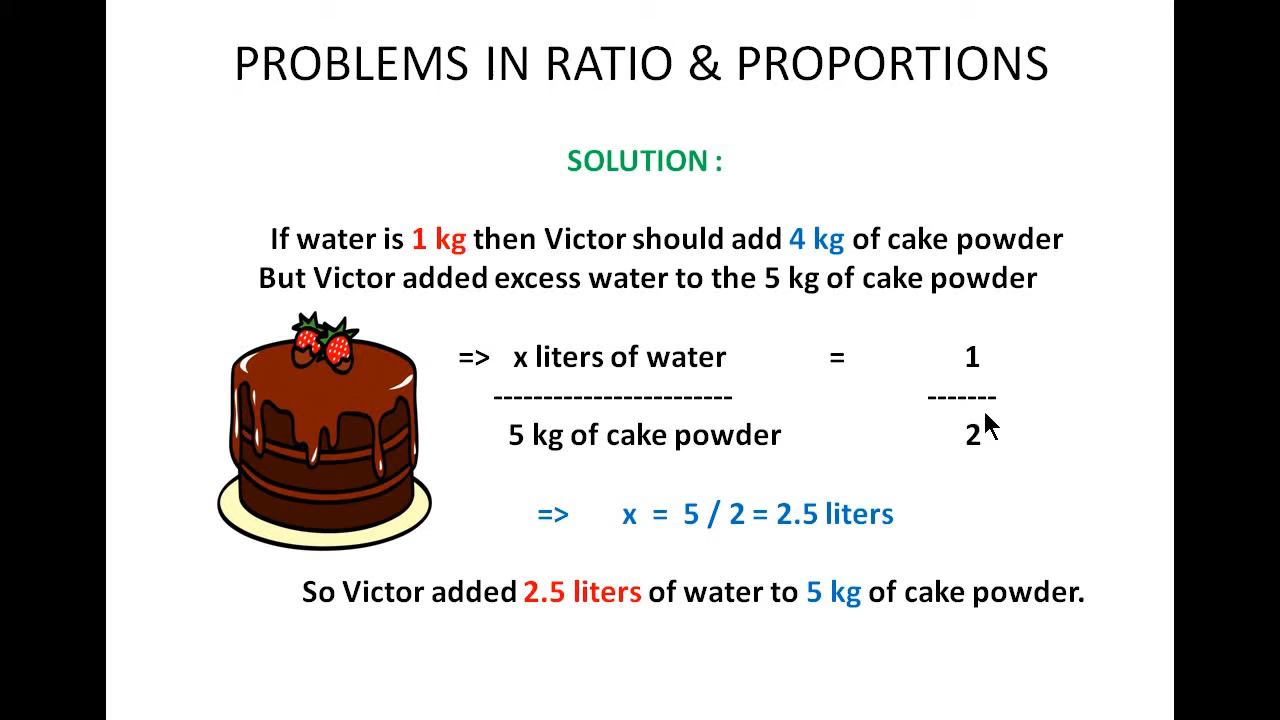 PROBLEMS IN RATIO & PROPORTIONS
SOLUTION :
If water is 1 kg then Victor should add 4 kg of cake powder
But Victor added excess water to the 5 kg of cake powder
=> x liters of water = 1
------------------------ -------
5 kg of cake powder 2
=> x = 5 / 2 = 2.5 liters
So Victor added 2.5 liters of water to 5 kg of cake powder.